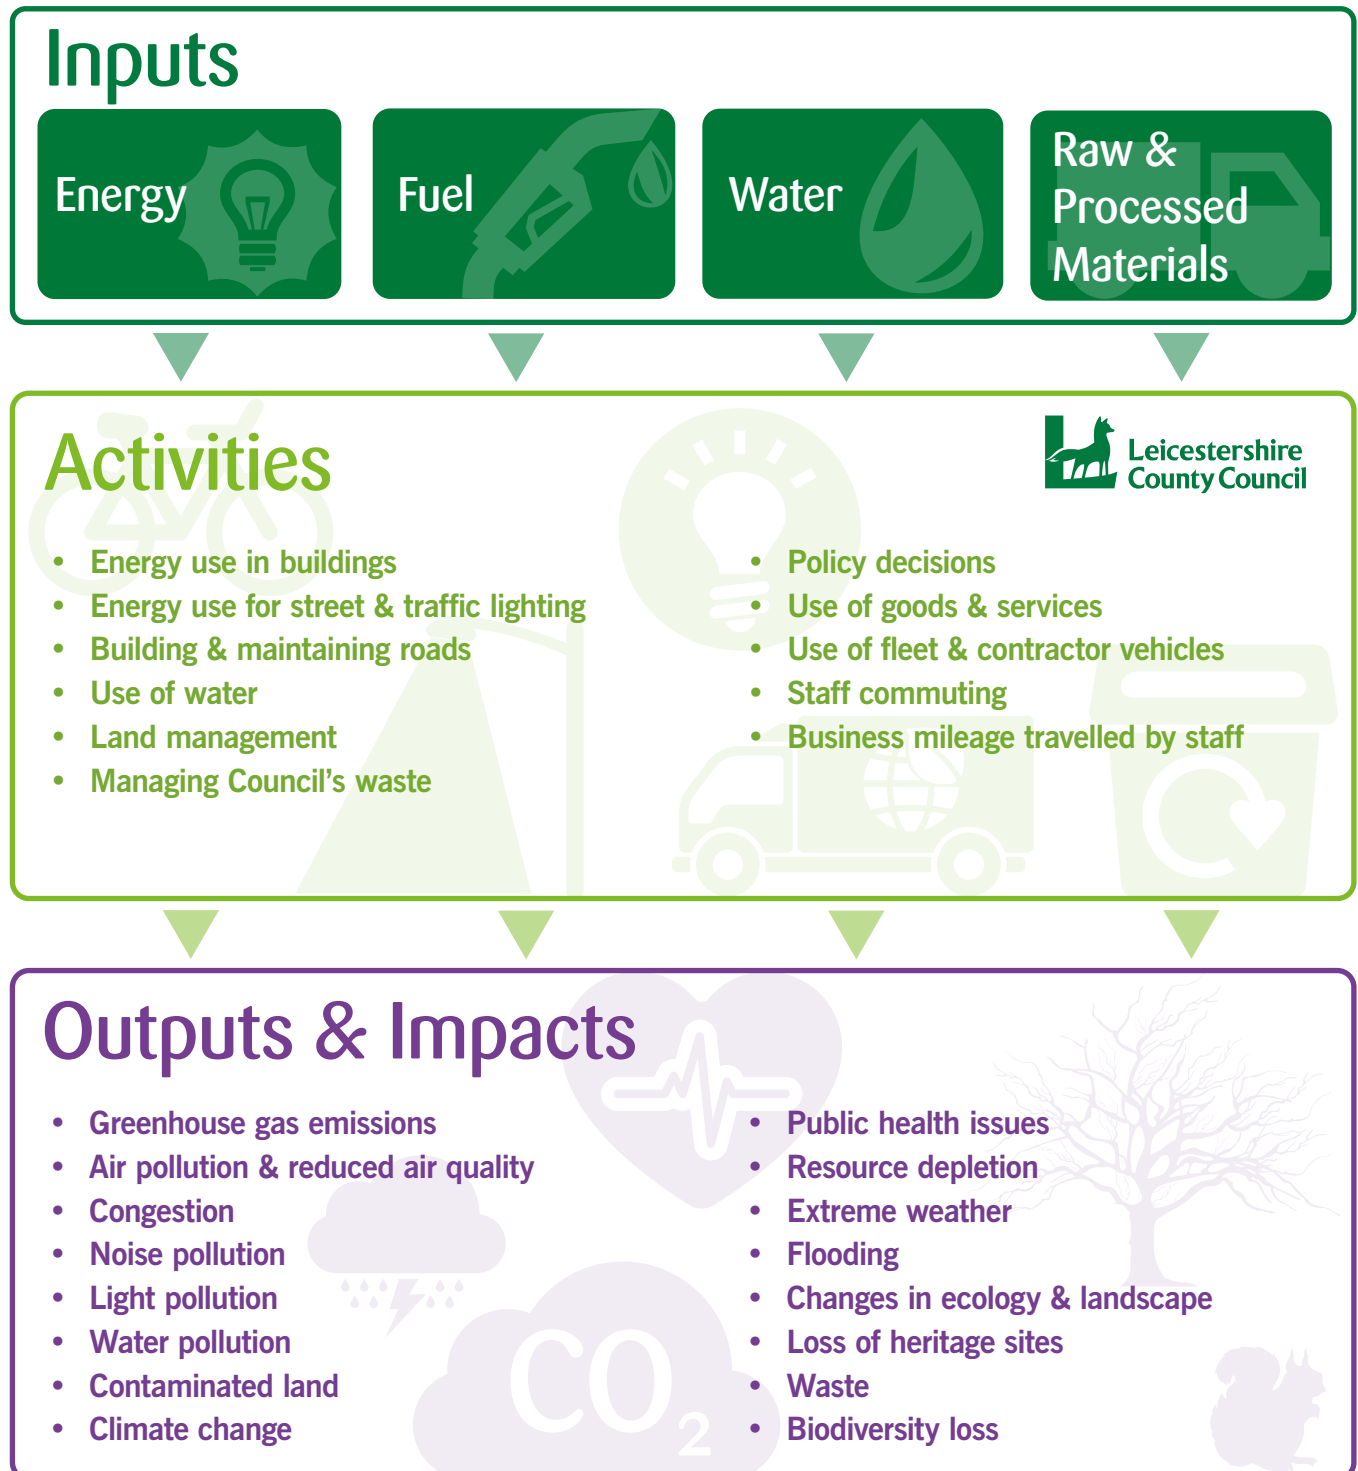 Inputs
Energy
Fuel
Water
Raw &
Processed
Materials
Activities
Leicestershire
County Council
• Energy use in buildings
• Energy use for street & traffic lighting
• Building & maintaining roads
• Use of water
• Land management
• Managing Council's waste
• Policy decisions
• Use of goods & services
• Use of fleet & contractor vehicles
• Staff commuting
• Business mileage travelled by staff
Outputs & Impacts
• Greenhouse gas emissions
• Air pollution & reduced air quality
• Congestion
• Noise pollution
• Light pollution
• Water pollution
• Contaminated land
• Climate change
• Public health issues
• Resource depletion
• Extreme weather
• Flooding
• Changes in ecology & landscape
• Loss of heritage sites
• Waste
• Biodiversity loss
CO2